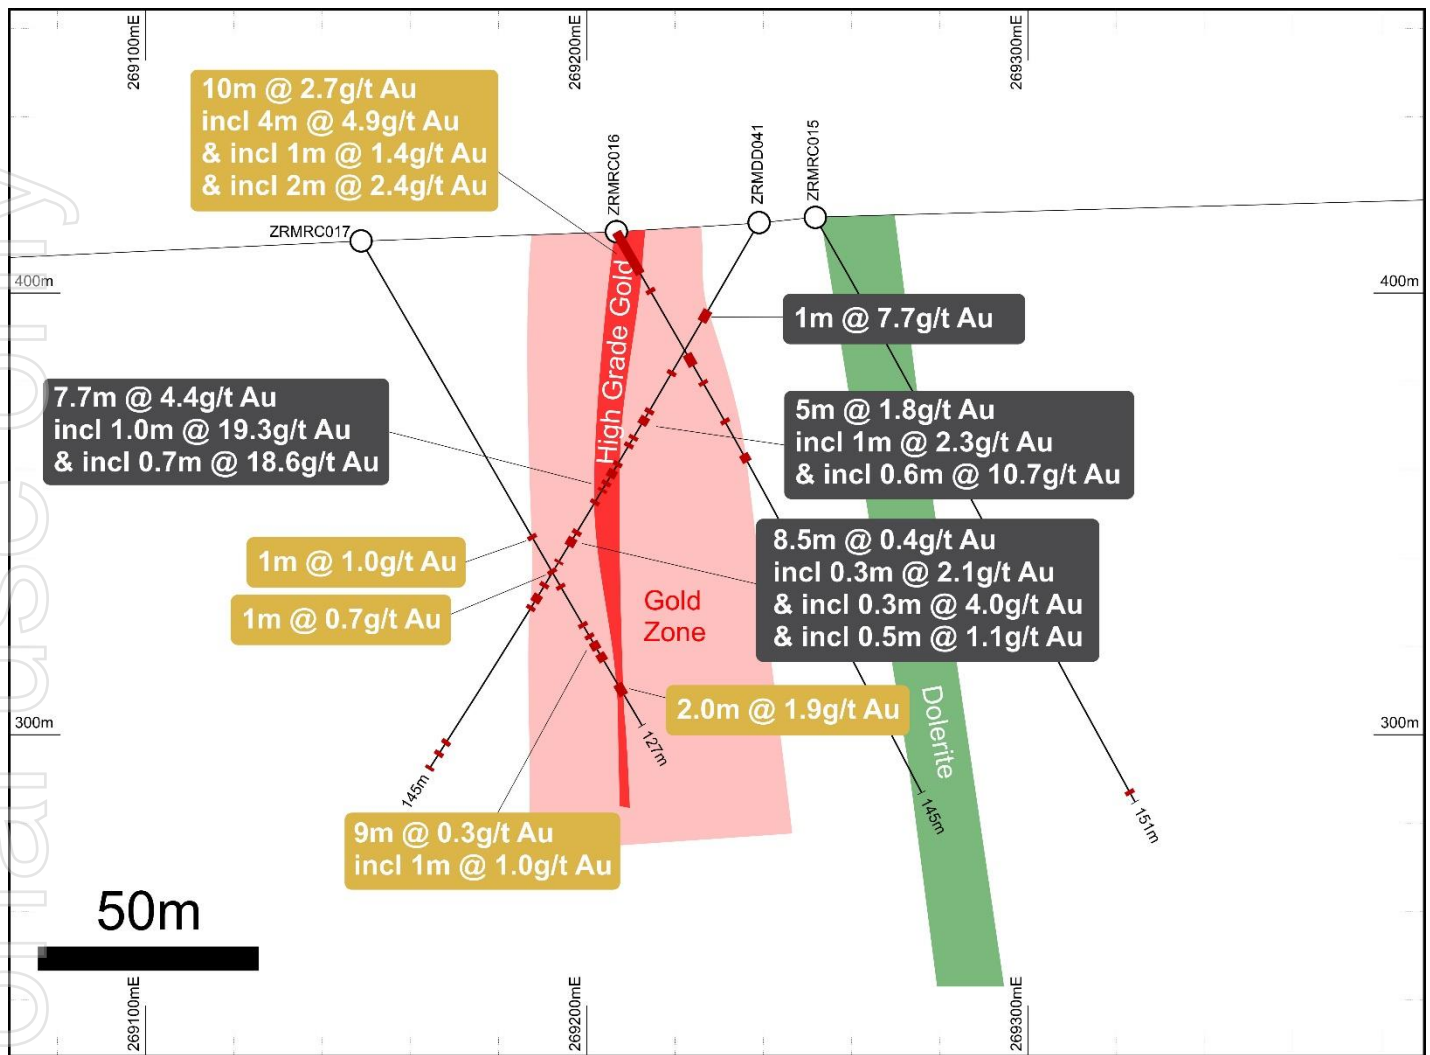 269100mE
269200mE
269300mE
10m @ 2.7g/t Au
incl 4m @ 4.9g/t Au
& incl 1m @ 1.4g/t Au
& incl 2m @ 2.4g/t Au
ZRMRC017
ZRMRC016
ZRMDD041
ZRMRC015
400m
400m
1m @ 7.7g/t Au
High Grade Gold
7.7m @ 4.4g/t Au
incl 1.0m @ 19.3g/t Au
& incl 0.7m @ 18.6g/t Au
5m @ 1.8g/t Au
incl 1m @ 2.3g/t Au
& incl 0.6m @ 10.7g/t Au
1m @ 1.0g/t Au
1m @ 0.7g/t Au
8.5m @ 0.4g/t Au
incl 0.3m @ 2.1g/t Au
& incl 0.3m @ 4.0g/t Au
& incl 0.5m @ 1.1g/t Au
Gold
Zone
2.0m @ 1.9g/t Au
300m
300m
Dolerite
127m
145m
145m
151m
9m @ 0.3g/t Au
incl 1m @ 1.0g/t Au
50m
269100mE
269200mE
269300mE
use only